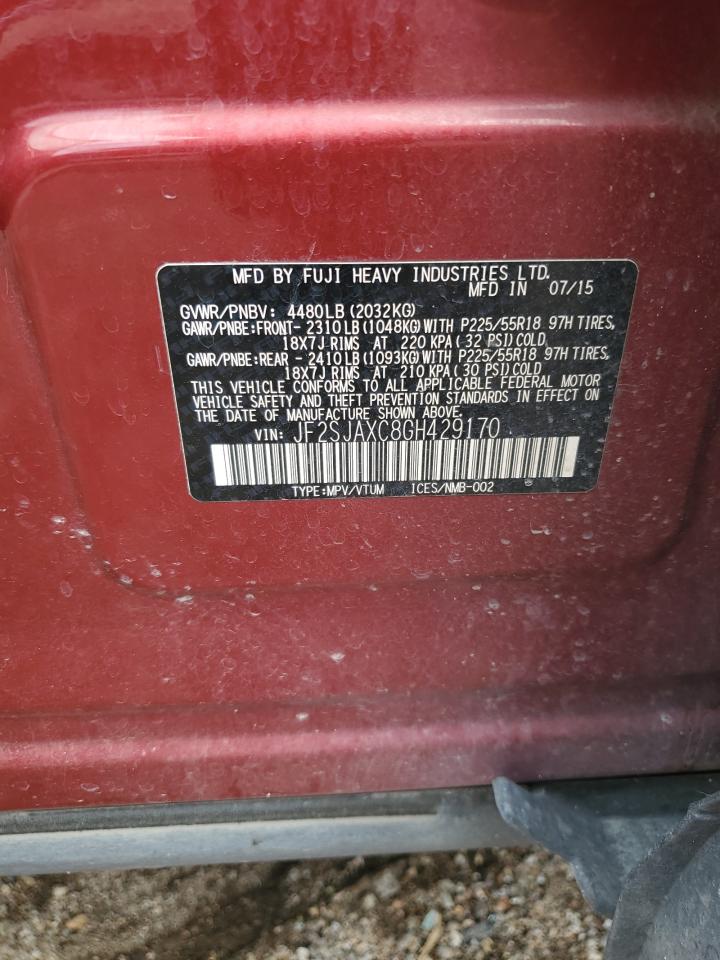 MFD BY FUJI HEAVY INDUSTRIES LTD.
MFD IN 07/15
GVWR/PNBV: 4480LB (2032KG)
GAWR/PNBE:FRONT- 2310LB (1048KG) WITH P225/55R18 97H TIRES,
18X7J RIMS AT 220 KPA ( 32 PSI) COLD
GAWR/PNBE:REAR - 2410LB (1093KG) WITH P225/55R18 97H TIRES,
18X7J RIMS AT 210 KPA ( 30 PSI) COLD
THIS VEHICLE CONFORMS TO ALL APPLICABLE FEDERAL MOTOR
VEHICLE SAFETY AND THEFT PREVENTION STANDARDS IN EFFECT ON
THE DATE OF MANUFACTURE SHOWN ABOVE.
VIN: JF2SJAXC8GH429170
TYPE:MPV/VTUM ICES/NMB-002